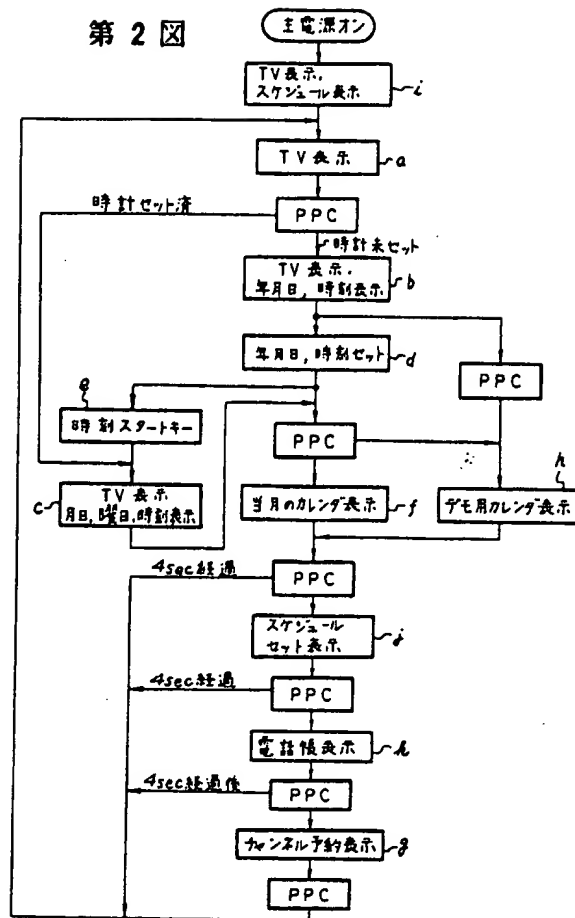 第2図
主電源オン
TV表示,
スケジュール表示
i
TV表示
a
時計セット済
PPC
時計未セット
TV表示,
年月日,時刻表示
b
年月日,時刻セット
d
PPC
e
時刻スタートキー
PPC
h
TV表示
月日,曜日,時刻表示
c
当月のカレンダ表示
f
デモ用カレンダ表示
4sec経過
PPC
スケジュール
セット表示
j
4sec経過
PPC
電話帳表示
k
4sec経過後
PPC
チャンネル予約表示
g
PPC